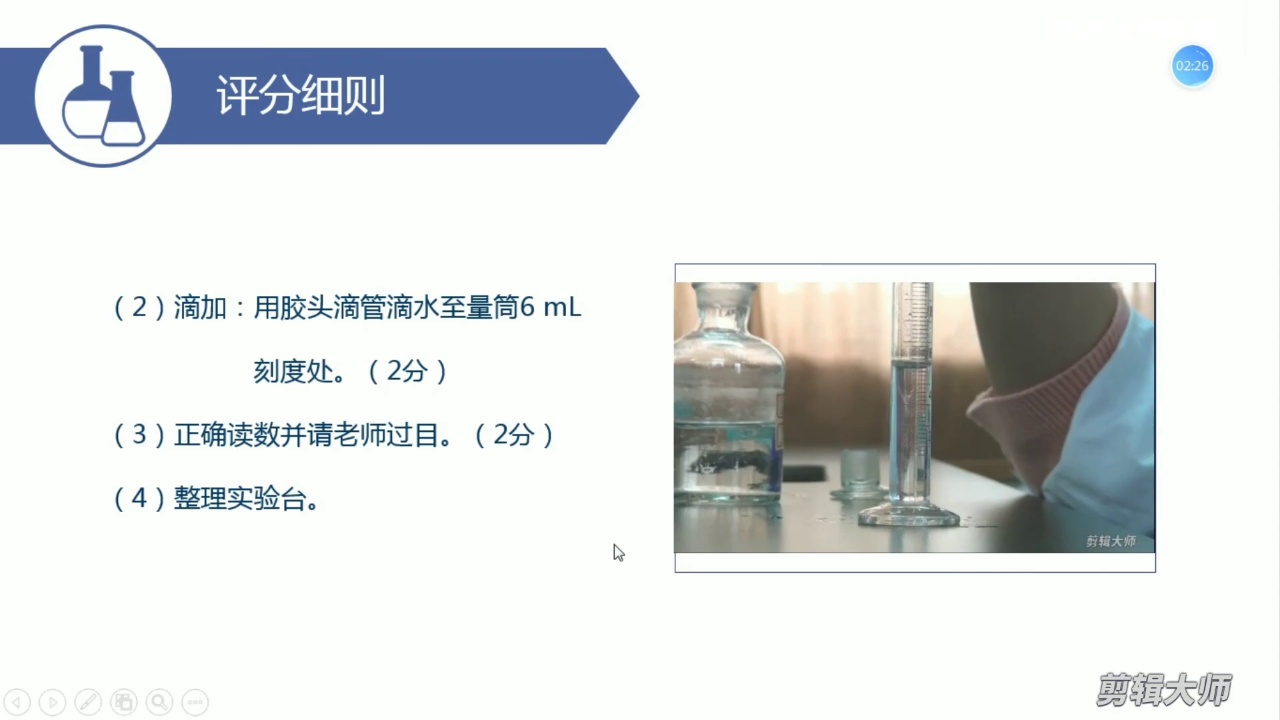 评分细则
02:26
（2）滴加：用胶头滴管滴水至量筒6 mL
刻度处。（2分）
（3）正确读数并请老师过目。（2分）
（4）整理实验台。
剪辑大师
剪辑大师